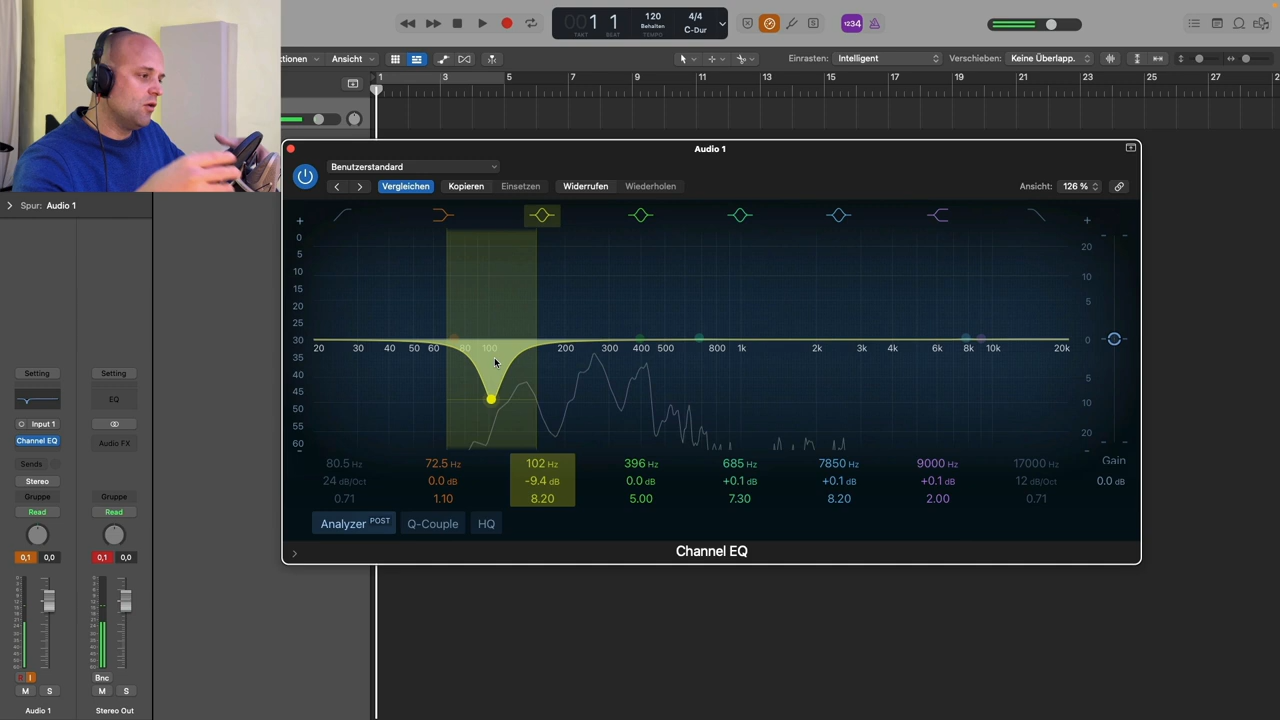 1 1
TAKT BEAT
120
Behalten
TEMPO
4/4
C-Dur
1234
ktionen
Ansicht
Einrasten:
Intelligent
Verschieben:
Keine Überlapp.
1 3 5 7 9 11 13 15 17 19 21 23 25 27
Audio 1
Benutzerstandard
Vergleichen
Kopieren
Einsetzen
Widerrufen
Wiederholen
Ansicht:
126 %
Spur: Audio 1
+ +
0 5 10 15 20 25 30 35 40 45 50 55 60 -
20 10 5 0 5 10 20 -
20 30 40 50 60 80 100 200 300 400 500 800 1k 2k 3k 4k 6k 8k 10k 20k
80.5 Hz 72.5 Hz 102 Hz 396 Hz 685 Hz 7850 Hz 9000 Hz 17000 Hz Gain
24 dB/Oct 0.0 dB -9.4 dB 0.0 dB +0.1 dB +0.1 dB +0.1 dB 12 dB/Oct 0.0 dB
0.71 1.10 8.20 5.00 7.30 8.20 2.00 0.71
Analyzer POST
Q-Couple
HQ
Channel EQ
Setting Setting
EQ
Input 1
Channel EQ Audio FX
Sends
Stereo
Gruppe Gruppe
Read Read
0,1 0,0 0,1 0,0
R I Bnc
M S M S
Audio 1 Stereo Out